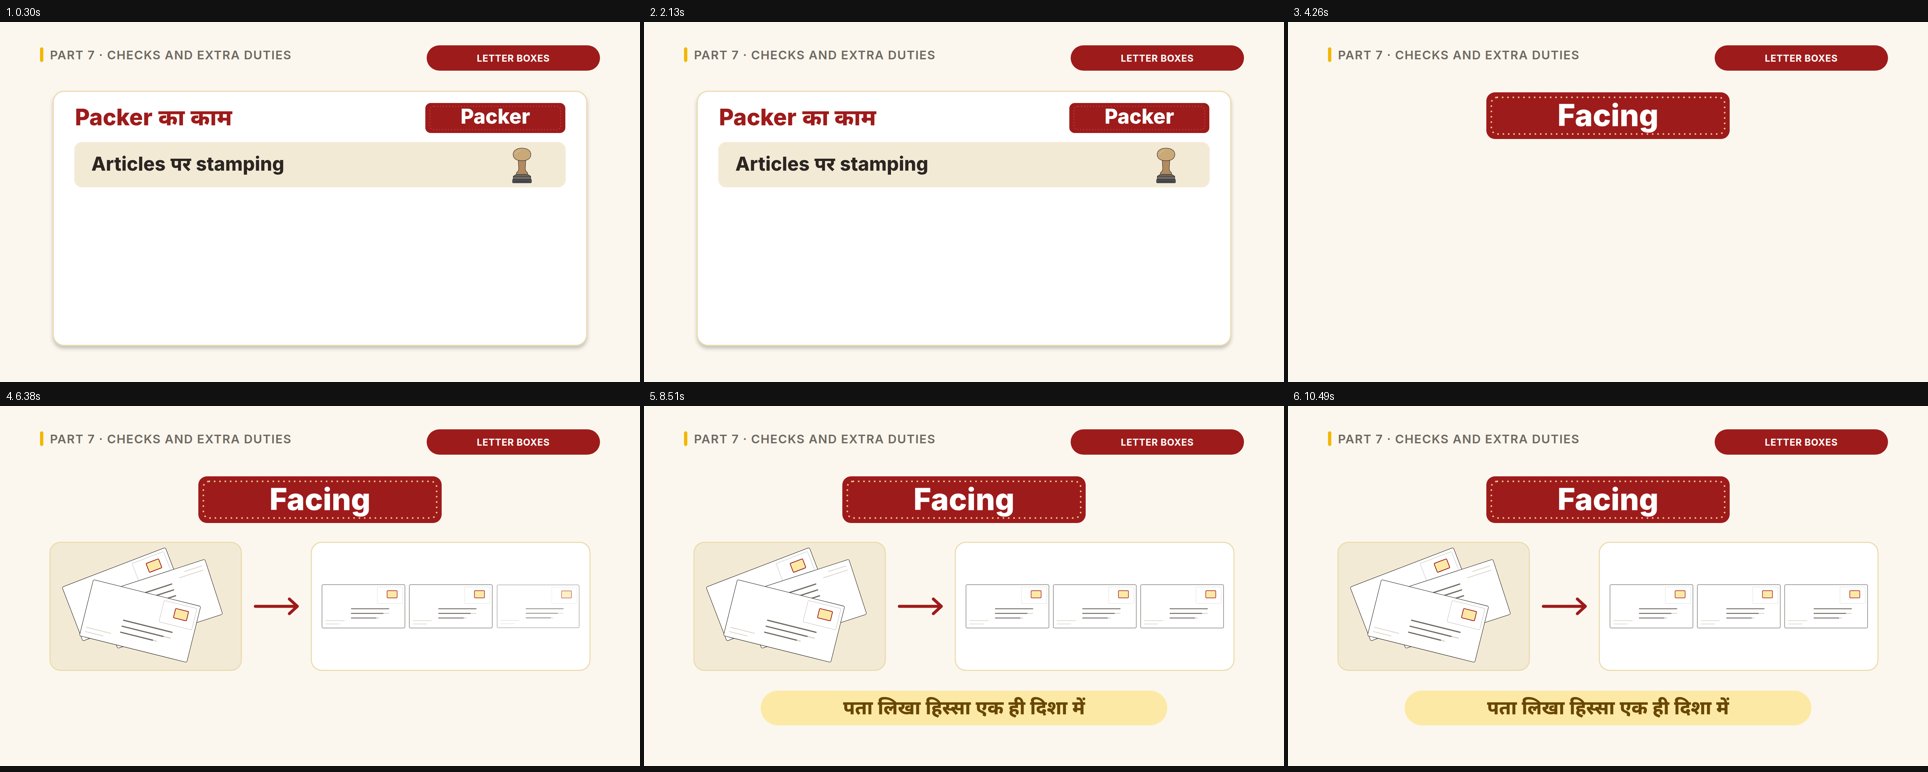 1. 0.30s
PART 7 · CHECKS AND EXTRA DUTIES
LETTER BOXES
Packer का काम
Packer
Articles पर stamping
2. 2.13s
PART 7 · CHECKS AND EXTRA DUTIES
LETTER BOXES
Packer का काम
Packer
Articles पर stamping
3. 4.26s
PART 7 · CHECKS AND EXTRA DUTIES
LETTER BOXES
Facing
4. 6.38s
PART 7 · CHECKS AND EXTRA DUTIES
LETTER BOXES
Facing
5. 8.51s
PART 7 · CHECKS AND EXTRA DUTIES
LETTER BOXES
Facing
पता लिखा हिस्सा एक ही दिशा में
6. 10.49s
PART 7 · CHECKS AND EXTRA DUTIES
LETTER BOXES
Facing
पता लिखा हिस्सा एक ही दिशा में